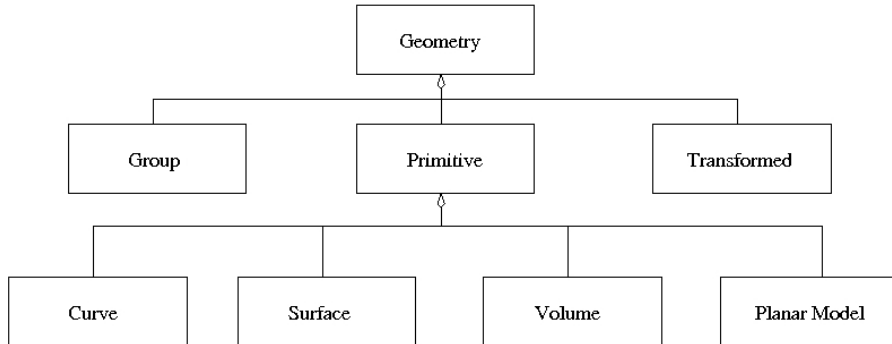 Geometry
Group
Primitive
Transformed
Curve
Surface
Volume
Planar Model